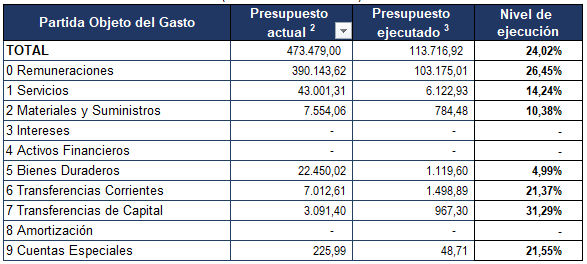 Partida Objeto del Gasto Presupuesto actual 2 Presupuesto ejecutado 3 Nivel de ejecución
TOTAL 473.479,00 113.716,92 24,02%
0 Remuneraciones 390.143,62 103.175,01 26,45%
1 Servicios 43.001,31 6.122,93 14,24%
2 Materiales y Suministros 7.554,06 784,48 10,38%
3 Intereses - - -
4 Activos Financieros - - -
5 Bienes Duraderos 22.450,02 1.119,60 4,99%
6 Transferencias Corrientes 7.012,61 1.498,89 21,37%
7 Transferencias de Capital 3.091,40 967,30 31,29%
8 Amortización - - -
9 Cuentas Especiales 225,99 48,71 21,55%